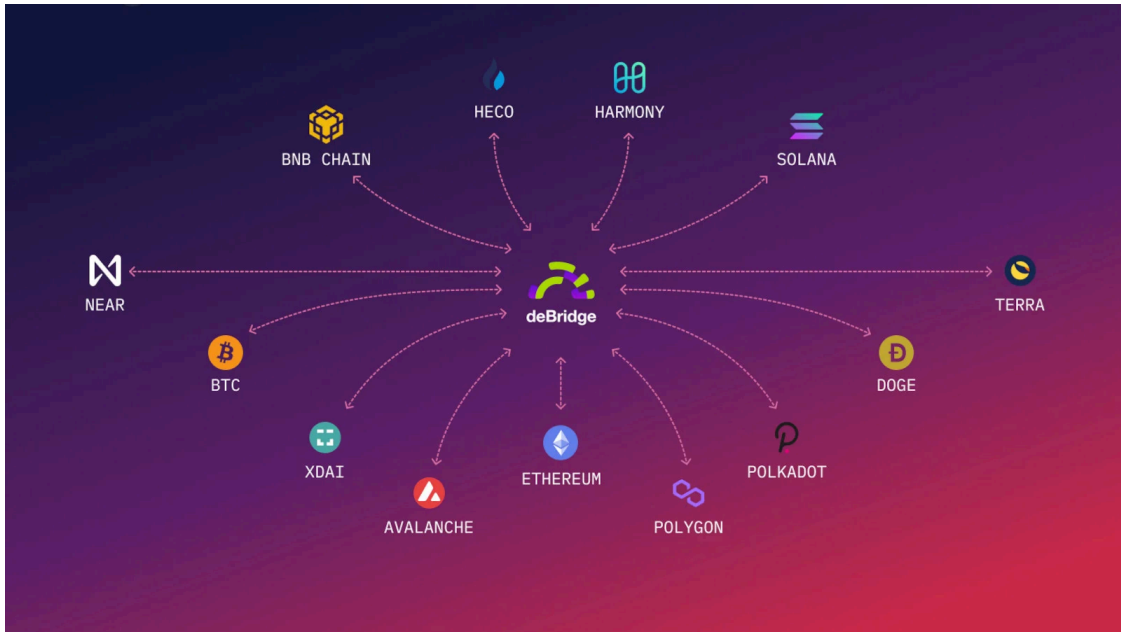 HECO
HARMONY
BNB CHAIN
SOLANA
NEAR
deBridge
TERRA
BTC
DOGE
XDAI
ETHEREUM
POLKADOT
AVALANCHE
POLYGON